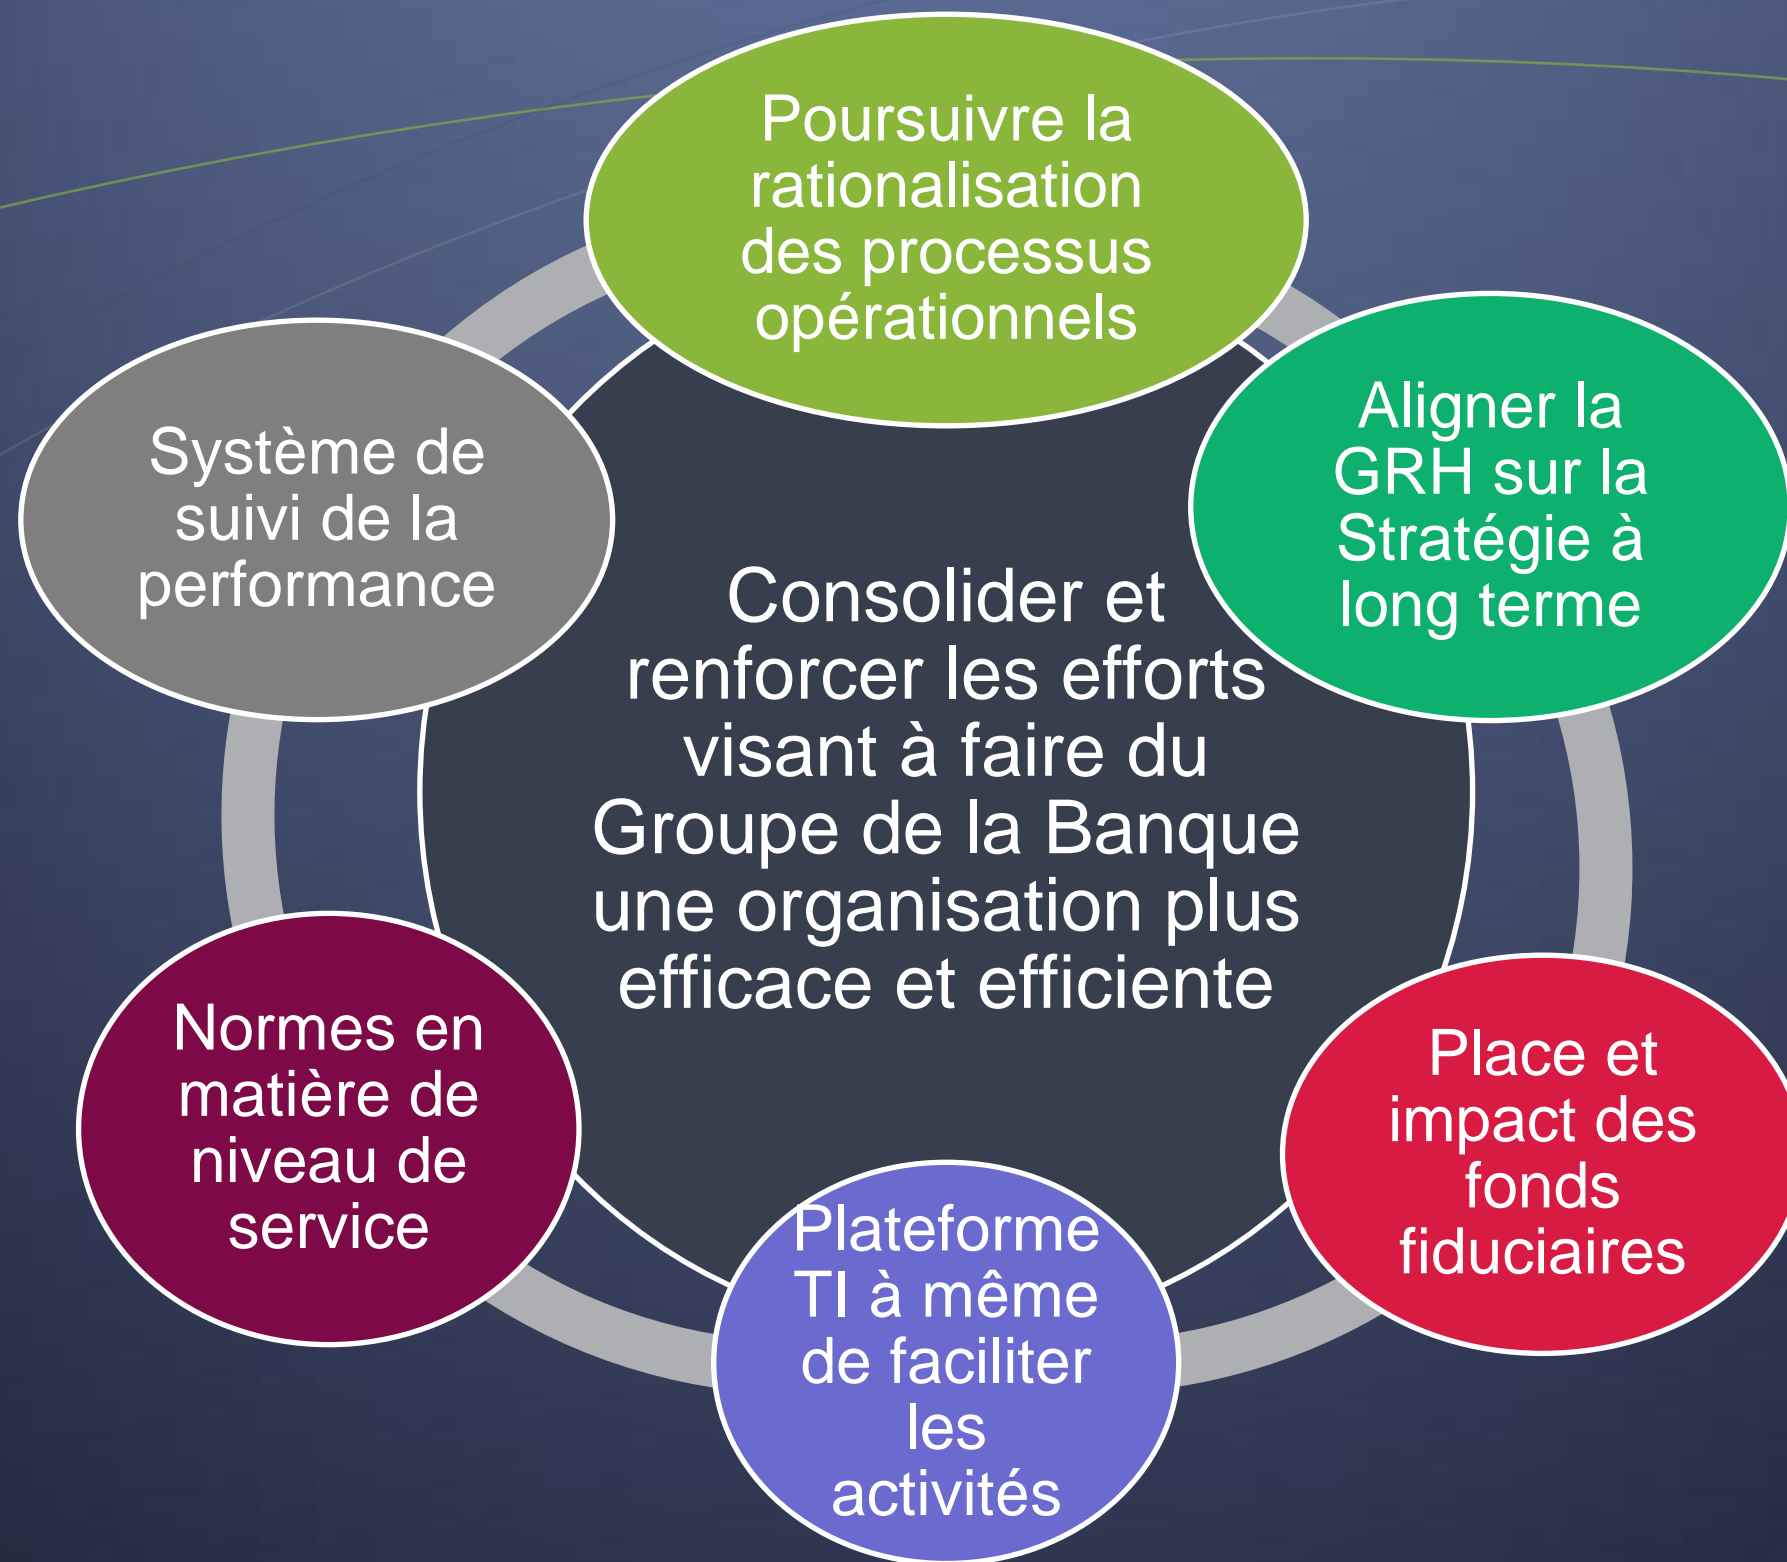 Poursuivre la
rationalisation
des processus
opérationnels
Aligner la
GRH sur la
Stratégie à
long terme
Place et
impact des
fonds
fiduciaires
Plateforme
TI à même
de faciliter
les
activités
Normes en
matière de
niveau de
service
Système de
suivi de la
performance
Consolider et
renforcer les efforts
visant à faire du
Groupe de la Banque
une organisation plus
efficace et efficiente